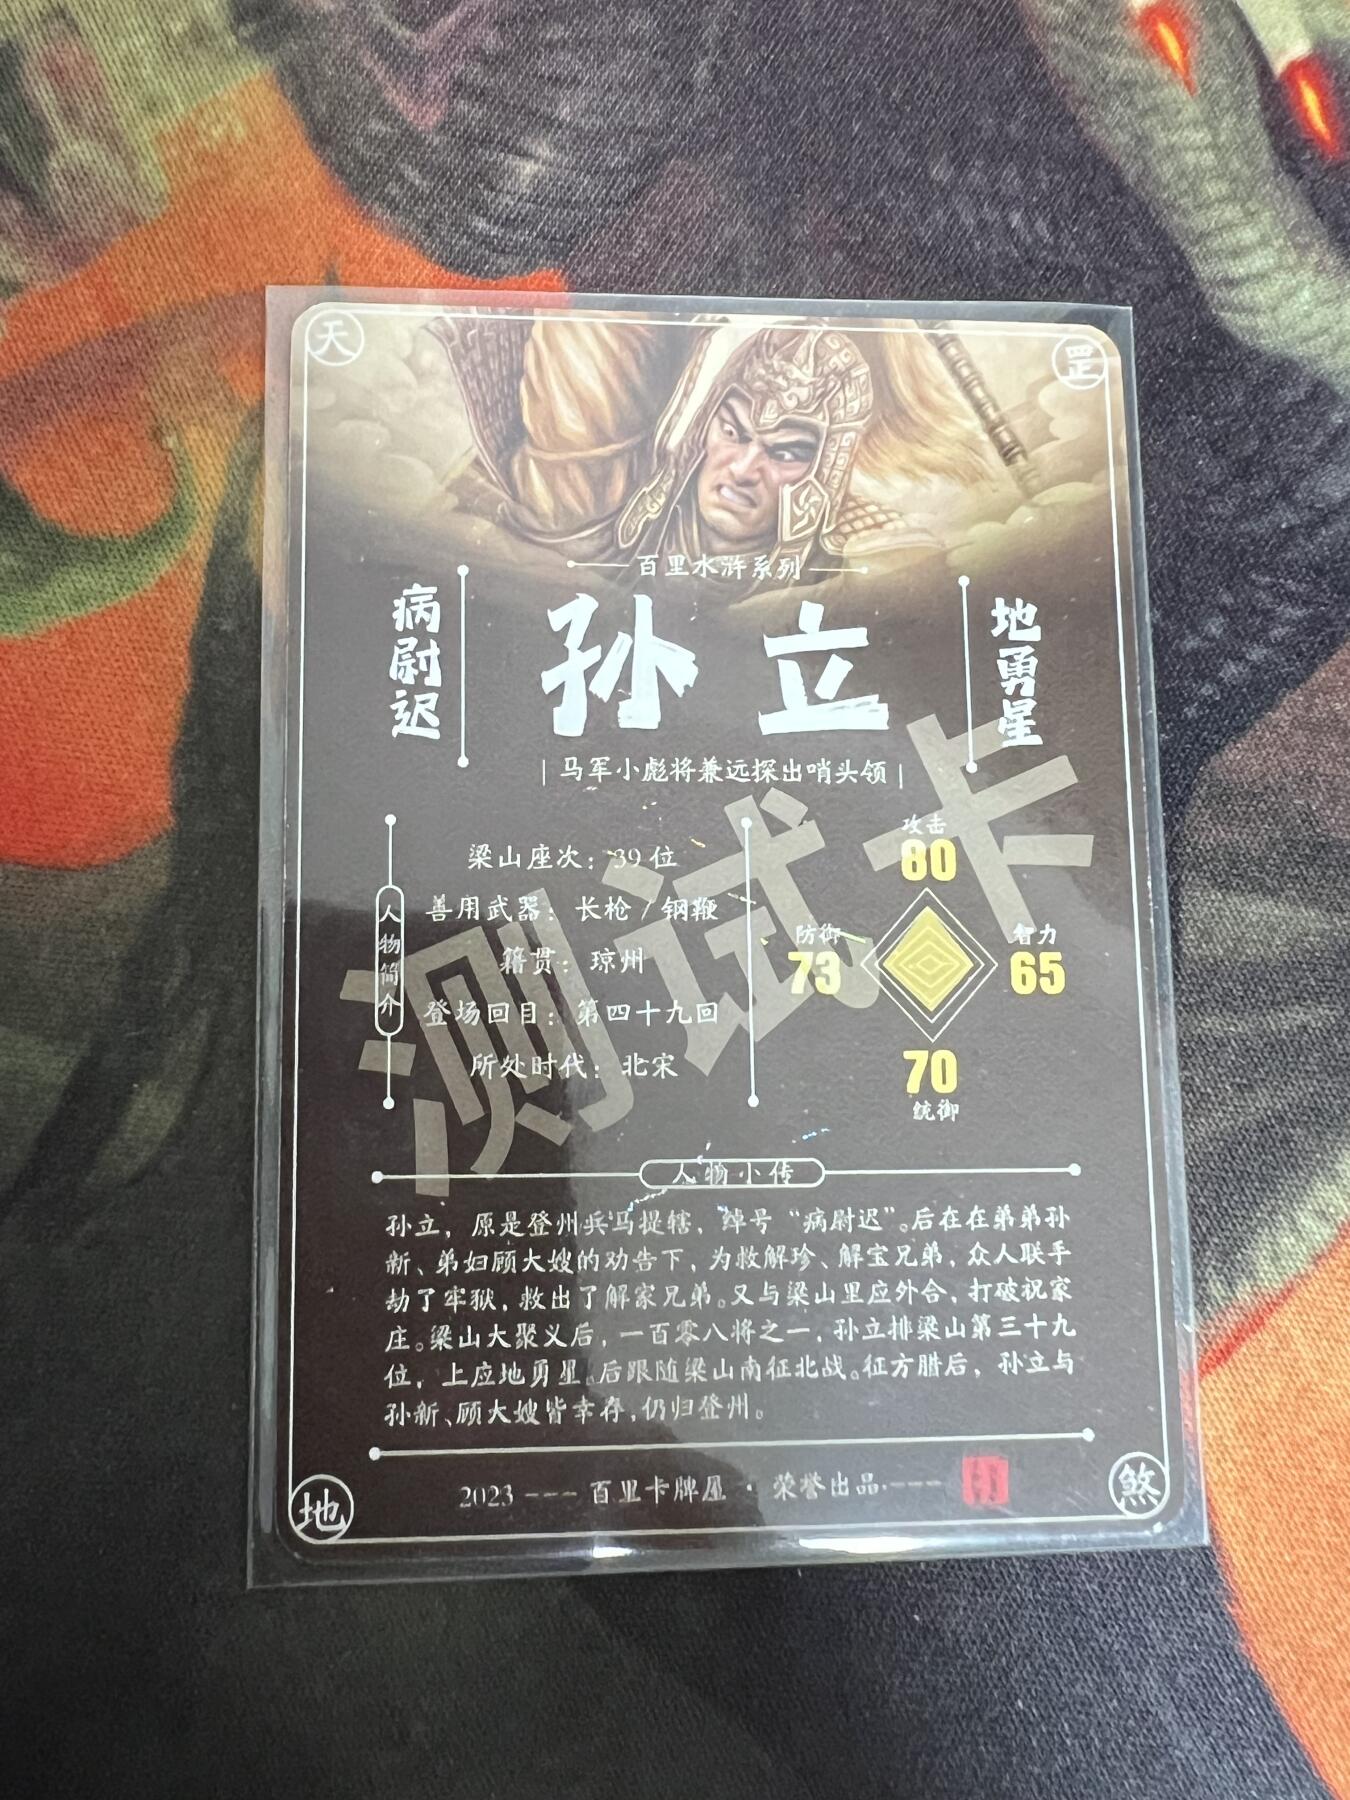 天
罡
百里水浒系列
病尉迟
孙立
地勇星
马军小彪将兼远探出哨头领
测试卡
人物简介
梁山座次：39位
善用武器：长枪/钢鞭
籍贯：琼州
登场回目：第四十九回
所处时代：北宋
攻击
80
防御
73
智力
65
70
统御
人物小传
孙立，原是登州兵马提辖，绰号“病尉迟”。后在在弟弟孙
新、弟妇顾大嫂的劝告下，为救解珍、解宝兄弟，众人联手
劫了牢狱，救出了解家兄弟。又与梁山里应外合，打破祝家
庄。梁山大聚义后，一百零八将之一，孙立排梁山第三十九
位，上应地勇星。后跟随梁山南征北战。征方腊后，孙立与
孙新、顾大嫂皆幸存，仍归登州。
2023 --- 百里卡牌屋 · 荣誉出品·---
地
煞